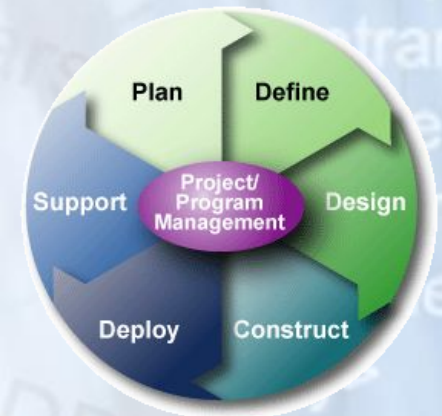 Plan
Define
Support
Project/
Program
Management
Design
Deploy
Construct